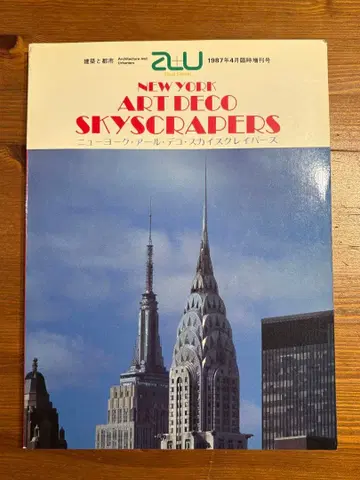 建築と都市 Architecture and Urbanism a+u 1987年4月臨時増刊号
NEW YORK
ART DECO
SKYSCRAPERS
ニューヨーク・アール・デコ・スカイスクレイパーズ